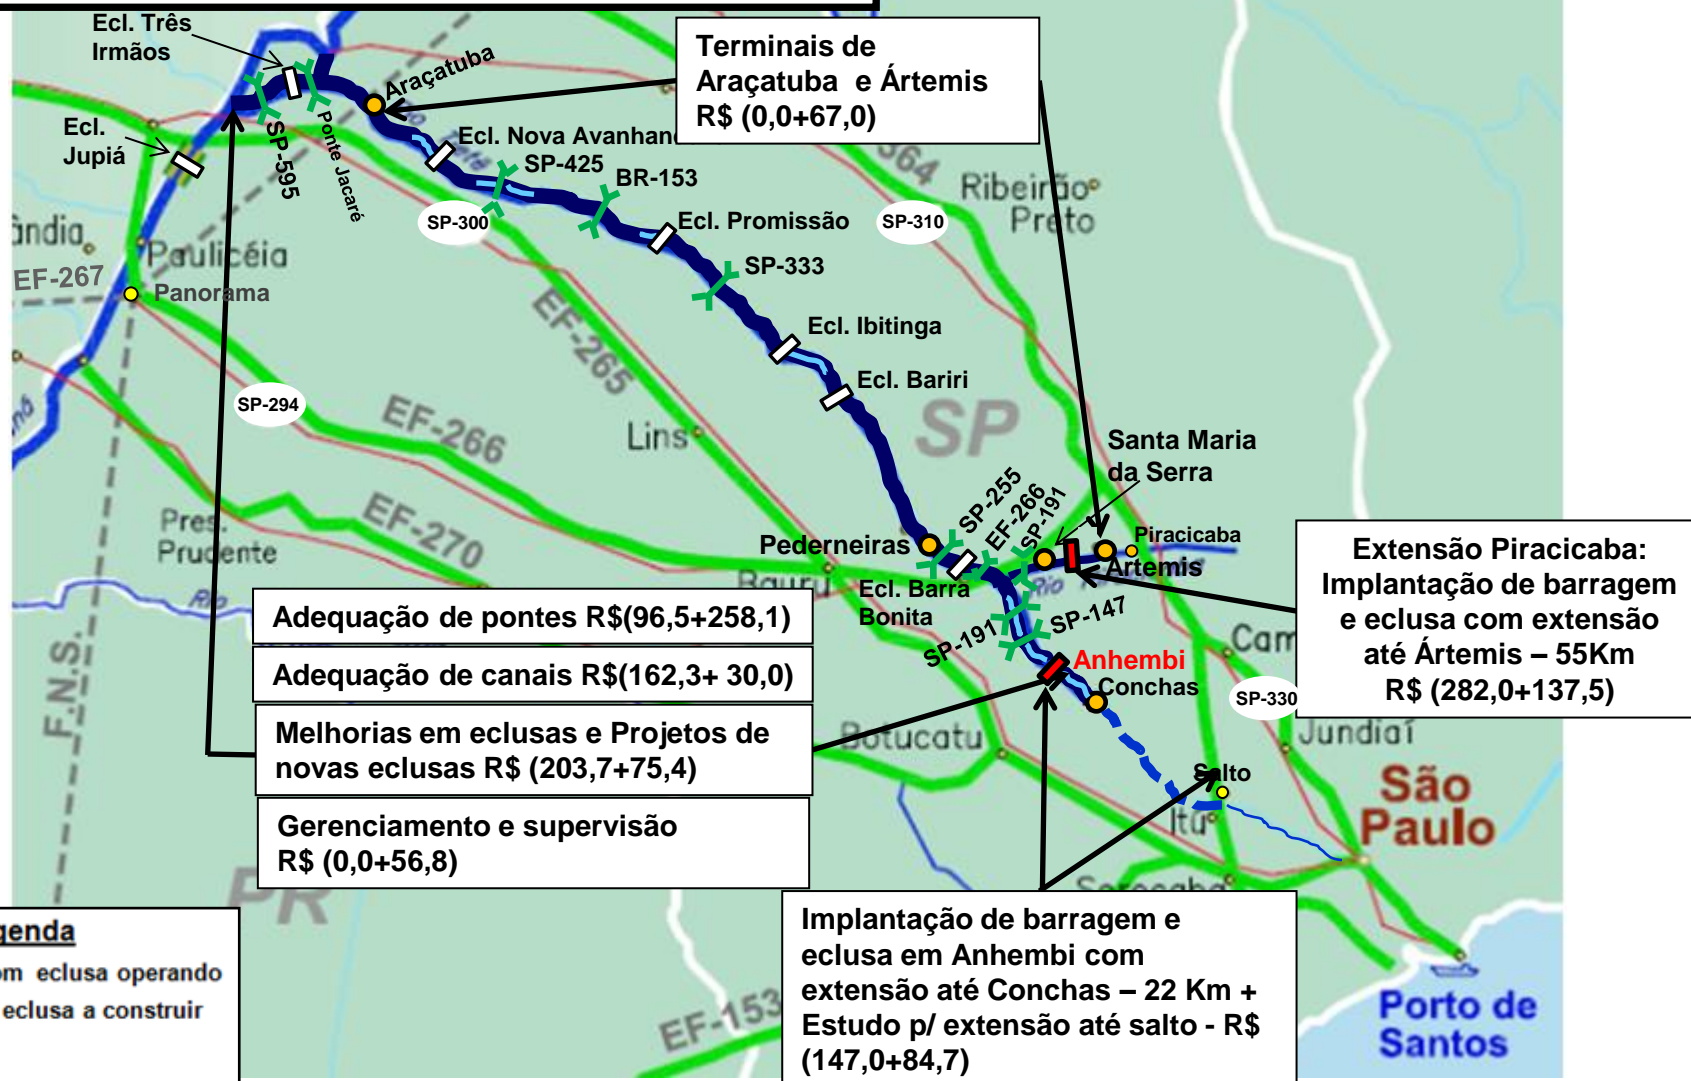 Ecl. Três
Irmãos
Terminais de
Araçatuba e Ártemis
R$ (0,0+67,0)
Araçatuba
Ecl.
Jupiá
SP-595
Ponte Jacaré
Ecl. Nova
SP-425
BR-153
364
Ribeirão
Preto
SP-300
SP-310
Ecl. Promissão
Paulicéia
EF-267
Panorama
SP-333
EF-265
Ecl. Ibitinga
Ecl. Bariri
SP-294
EF-266
Lins
SP
Santa Maria
da Serra
SP-255
EF-266
SP-191
EF-270
Pres.
Prudente
Pederneiras
Piracicaba
Ártemis
Bauru
Ecl. Barra
Bonita
Rio
Rio
SP-191
SP-147
Extensão Piracicaba:
Implantação de barragem
e eclusa com extensão
até Ártemis – 55Km
R$ (282,0+137,5)
Adequação de pontes R$(96,5+258,1)
Adequação de canais R$(162,3+ 30,0)
Melhorias em eclusas e Projetos de
novas eclusas R$ (203,7+75,4)
Gerenciamento e supervisão
R$ (0,0+56,8)
F.N.S.
Anhembi
Conchas
SP-330
Botucatu
Jundiaí
Salto
Itú
São
Paulo
PR
Sorocaba
Implantação de barragem e
eclusa em Anhembi com
extensão até Conchas – 22 Km +
Estudo p/ extensão até salto - R$
(147,0+84,7)
eclusa operando
eclusa a construir
EF-153
Porto de
Santos